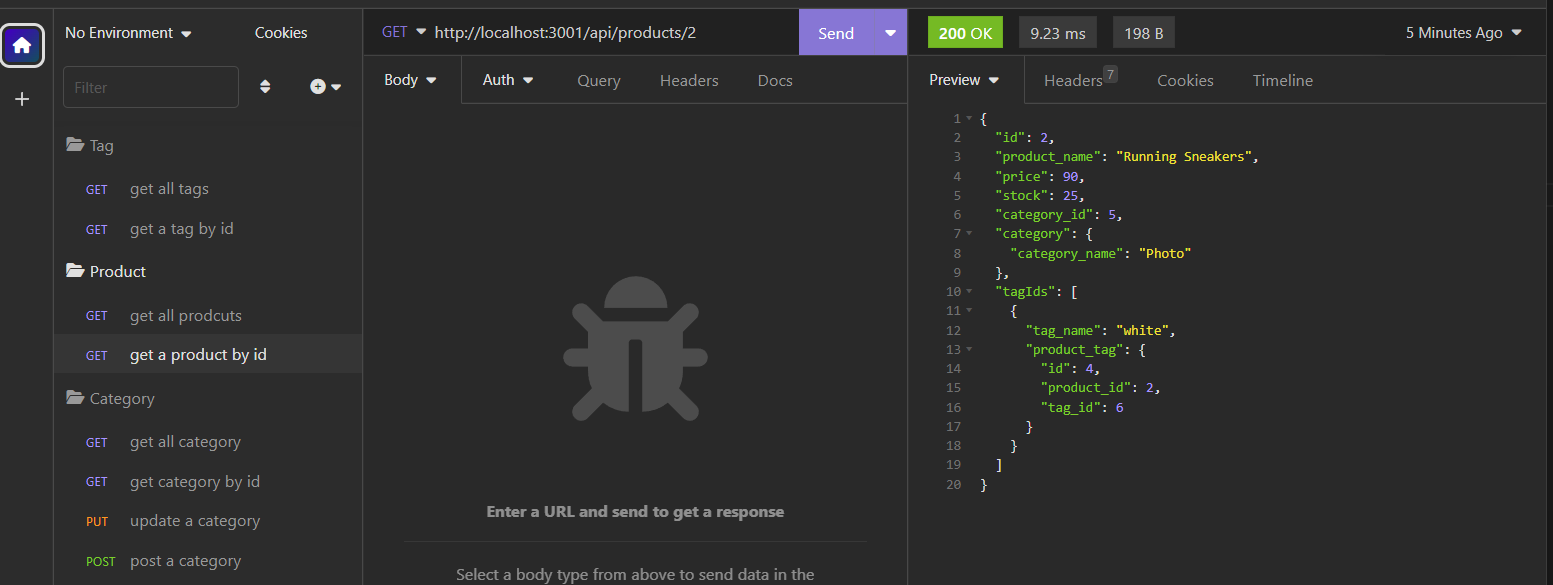 No Environment Cookies
Filter
Tag
GET get all tags
GET get a tag by id
Product
GET get all prodcuts
GET get a product by id
Category
GET get all category
GET get category by id
PUT update a category
POST post a category
GET http://localhost:3001/api/products/2 Send
Body Auth Query Headers Docs
Enter a URL and send to get a response
Select a body type from above to send data in the
200 OK 9.23 ms 198 B 5 Minutes Ago
Preview Headers 7 Cookies Timeline
1 {
2 "id": 2,
3 "product_name": "Running Sneakers",
4 "price": 90,
5 "stock": 25,
6 "category_id": 5,
7 "category": {
8 "category_name": "Photo"
9 },
10 "tagIds": [
11 {
12 "tag_name": "white",
13 "product_tag": {
14 "id": 4,
15 "product_id": 2,
16 "tag_id": 6
17 }
18 }
19 ]
20 }